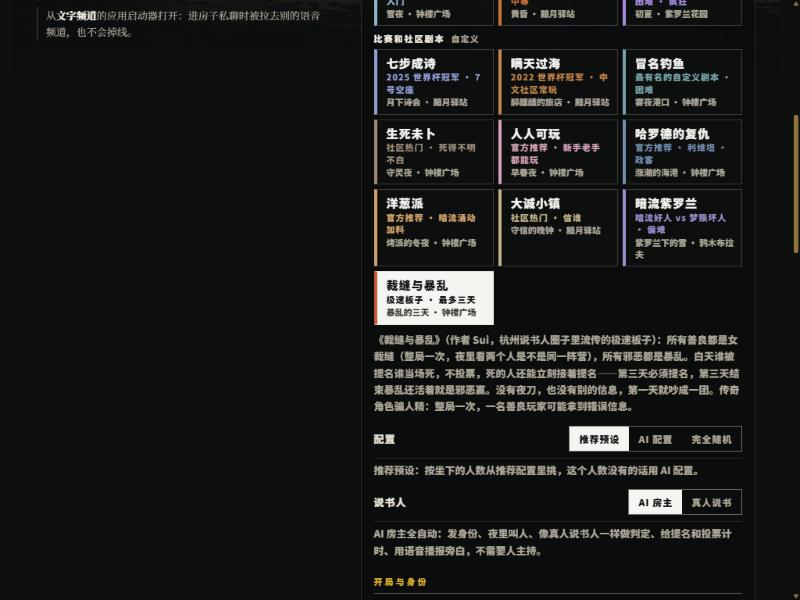 从文字频道的应用启动器打开：进房子私聊时被拉去别的语音
频道，也不会掉线。
入门
雪夜 · 钟楼广场
中等
黄昏 · 黯月驿站
困难 · 疯狂
初夏 · 紫罗兰花园
比赛和社区剧本 自定义
七步成诗
2025 世界杯冠军 · 7
号空座
月下诗会 · 黯月驿站
瞒天过海
2022 世界杯冠军 · 中
文社区常玩
醉醺醺的旅店 · 黯月驿站
冒名钓鱼
最有名的自定义剧本 ·
困难
雾夜港口 · 钟楼广场
生死未卜
社区热门 · 死得不明
不白
守灵夜 · 钟楼广场
人人可玩
官方推荐 · 新手老手
都能玩
早春夜 · 钟楼广场
哈罗德的复仇
官方推荐 · 利维坦 ·
政客
涨潮的海港 · 钟楼广场
洋葱派
官方推荐 · 暗流涌动
加料
烤派的冬夜 · 钟楼广场
大诚小镇
社区热门 · 信谁
守信的晚钟 · 黯月驿站
暗流紫罗兰
暗流好人 vs 梦殒坏人
· 偏难
紫罗兰下的雪 · 鸦木布拉
夫
裁缝与暴乱
极速板子 · 最多三天
暴乱的三天 · 钟楼广场
《裁缝与暴乱》（作者 Sui，杭州说书人圈子里流传的极速板子）：所有善良都是女
裁缝（整局一次，夜里看两个人是不是同一阵营），所有邪恶都是暴乱。白天谁被
提名谁当场死，不投票，死的人还能立刻接着提名——第三天必须提名，第三天结
束暴乱还活着就是邪恶赢。没有夜刀，也没有别的信息，第一天就吵成一团。传奇
角色骗人精：整局一次，一名善良玩家可能拿到错误信息。
配置
推荐预设
AI 配置
完全随机
推荐预设：按坐下的人数从推荐配置里挑，这个人数没有的话用 AI 配置。
说书人
AI 房主
真人说书
AI 房主全自动：发身份、夜里叫人、像真人说书人一样做判定、给提名和投票计
时、用语音播报旁白，不需要人主持。
开局与身份